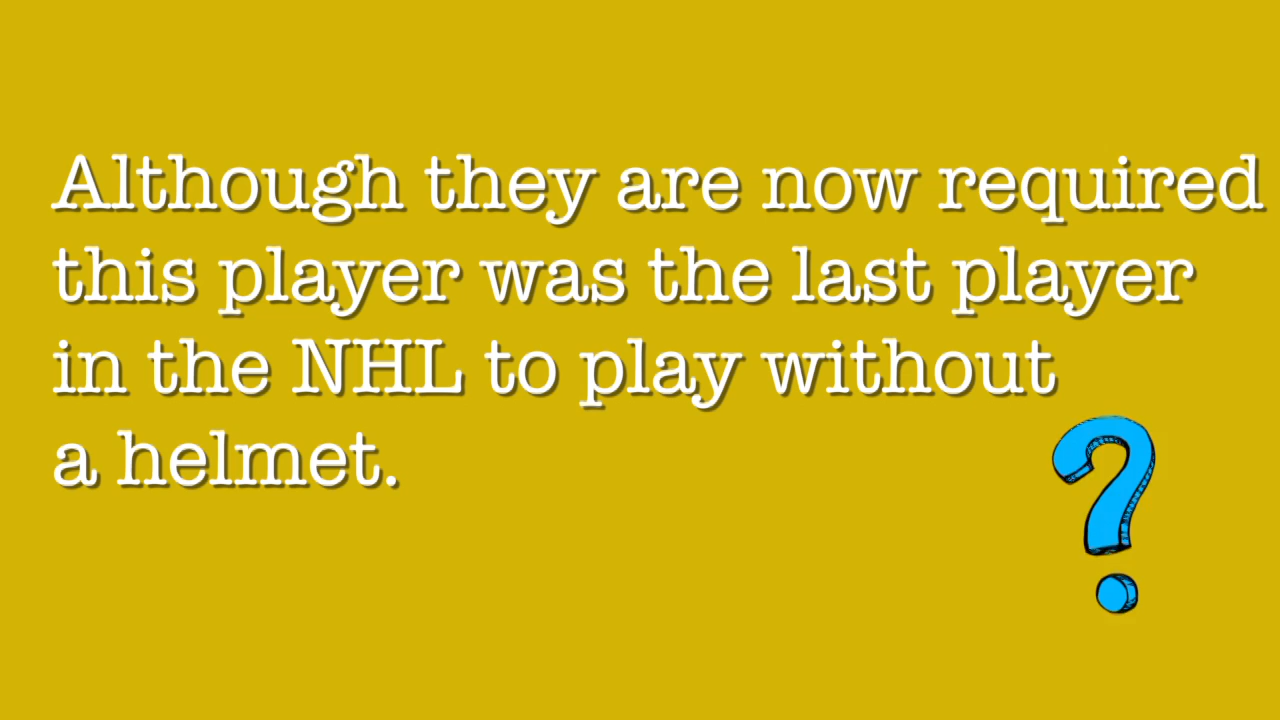 Although they are now required
this player was the last player
in the NHL to play without
a helmet.
?